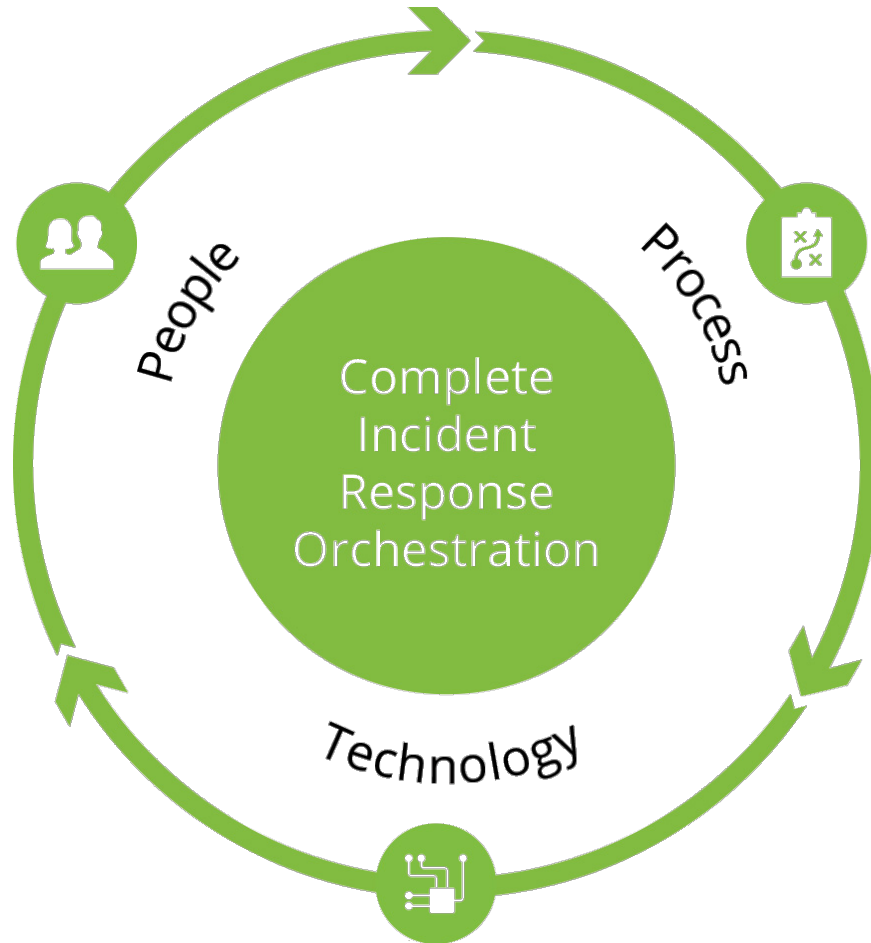 People
Process
Complete
Incident
Response
Orchestration
Technology